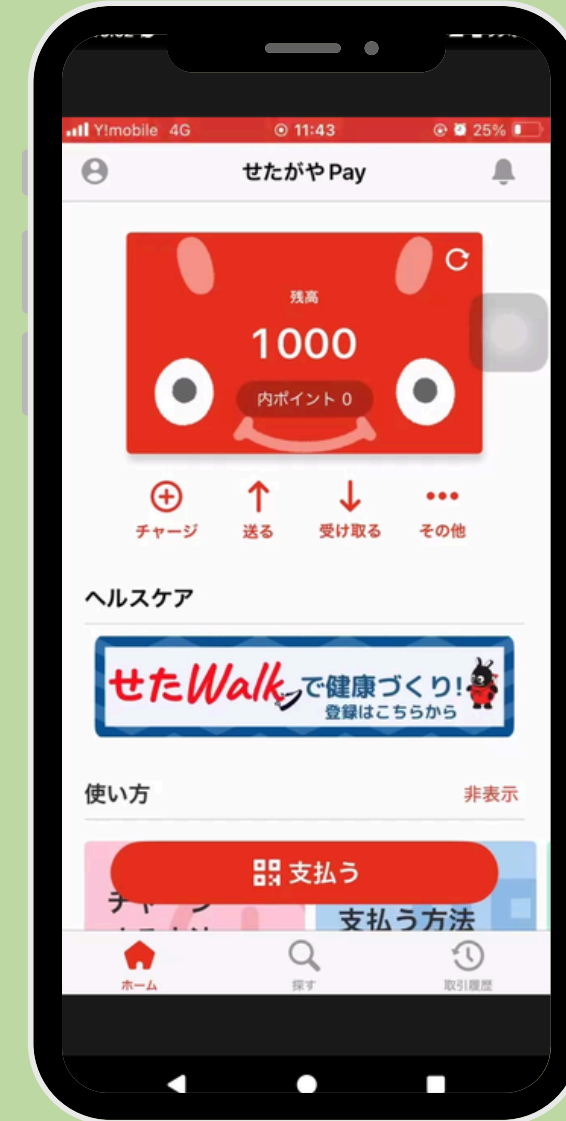 Y!mobile 4G 11:43 25%
せたがやPay
残高
1000
内ポイント 0
チャージ 送る 受け取る その他
ヘルスケア
せたWalkで健康づくり!
登録はこちらから
使い方 非表示
支払う
支払う方法
ホーム 探す 取引履歴